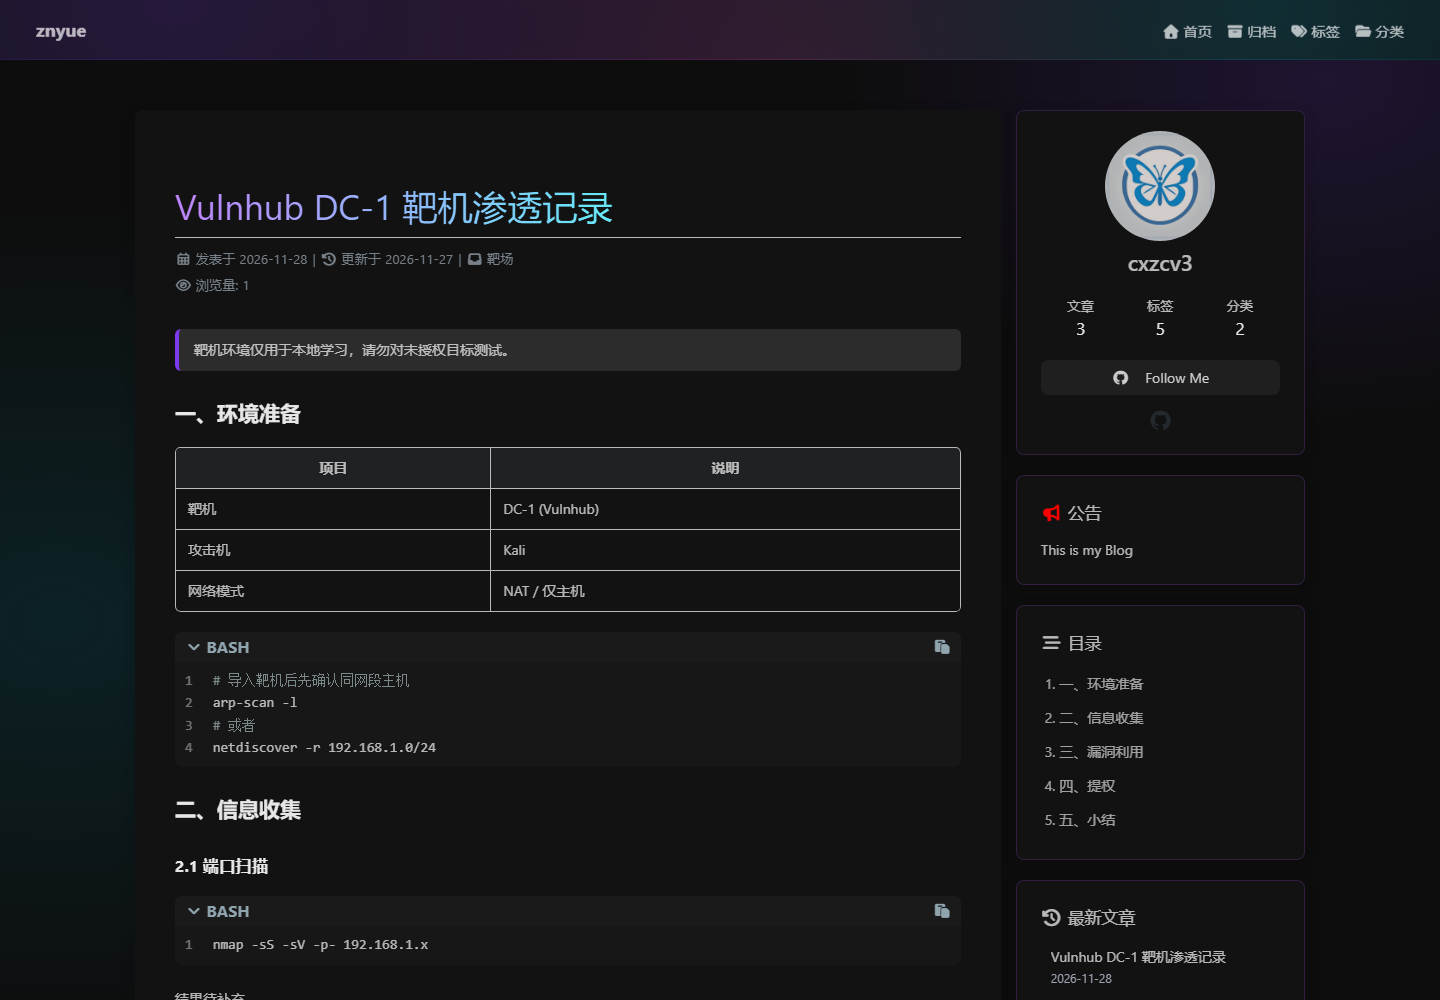 znyue
首页 归档 标签 分类
Vulnhub DC-1 靶机渗透记录
发表于 2026-11-28 | 更新于 2026-11-27 | 靶场
浏览量: 1
靶机环境仅用于本地学习，请勿对未授权目标测试。
一、环境准备
项目 说明
靶机 DC-1 (Vulnhub)
攻击机 Kali
网络模式 NAT / 仅主机
BASH
1 # 导入靶机后先确认同网段主机
2 arp-scan -l
3 # 或者
4 netdiscover -r 192.168.1.0/24
二、信息收集
2.1 端口扫描
BASH
1 nmap -sS -sV -p- 192.168.1.x
结果待补充
cxzcv3
文章 标签 分类
3 5 2
Follow Me
公告
This is my Blog
目录
1. 一、环境准备
2. 二、信息收集
3. 三、漏洞利用
4. 四、提权
5. 五、小结
最新文章
Vulnhub DC-1 靶机渗透记录
2026-11-28